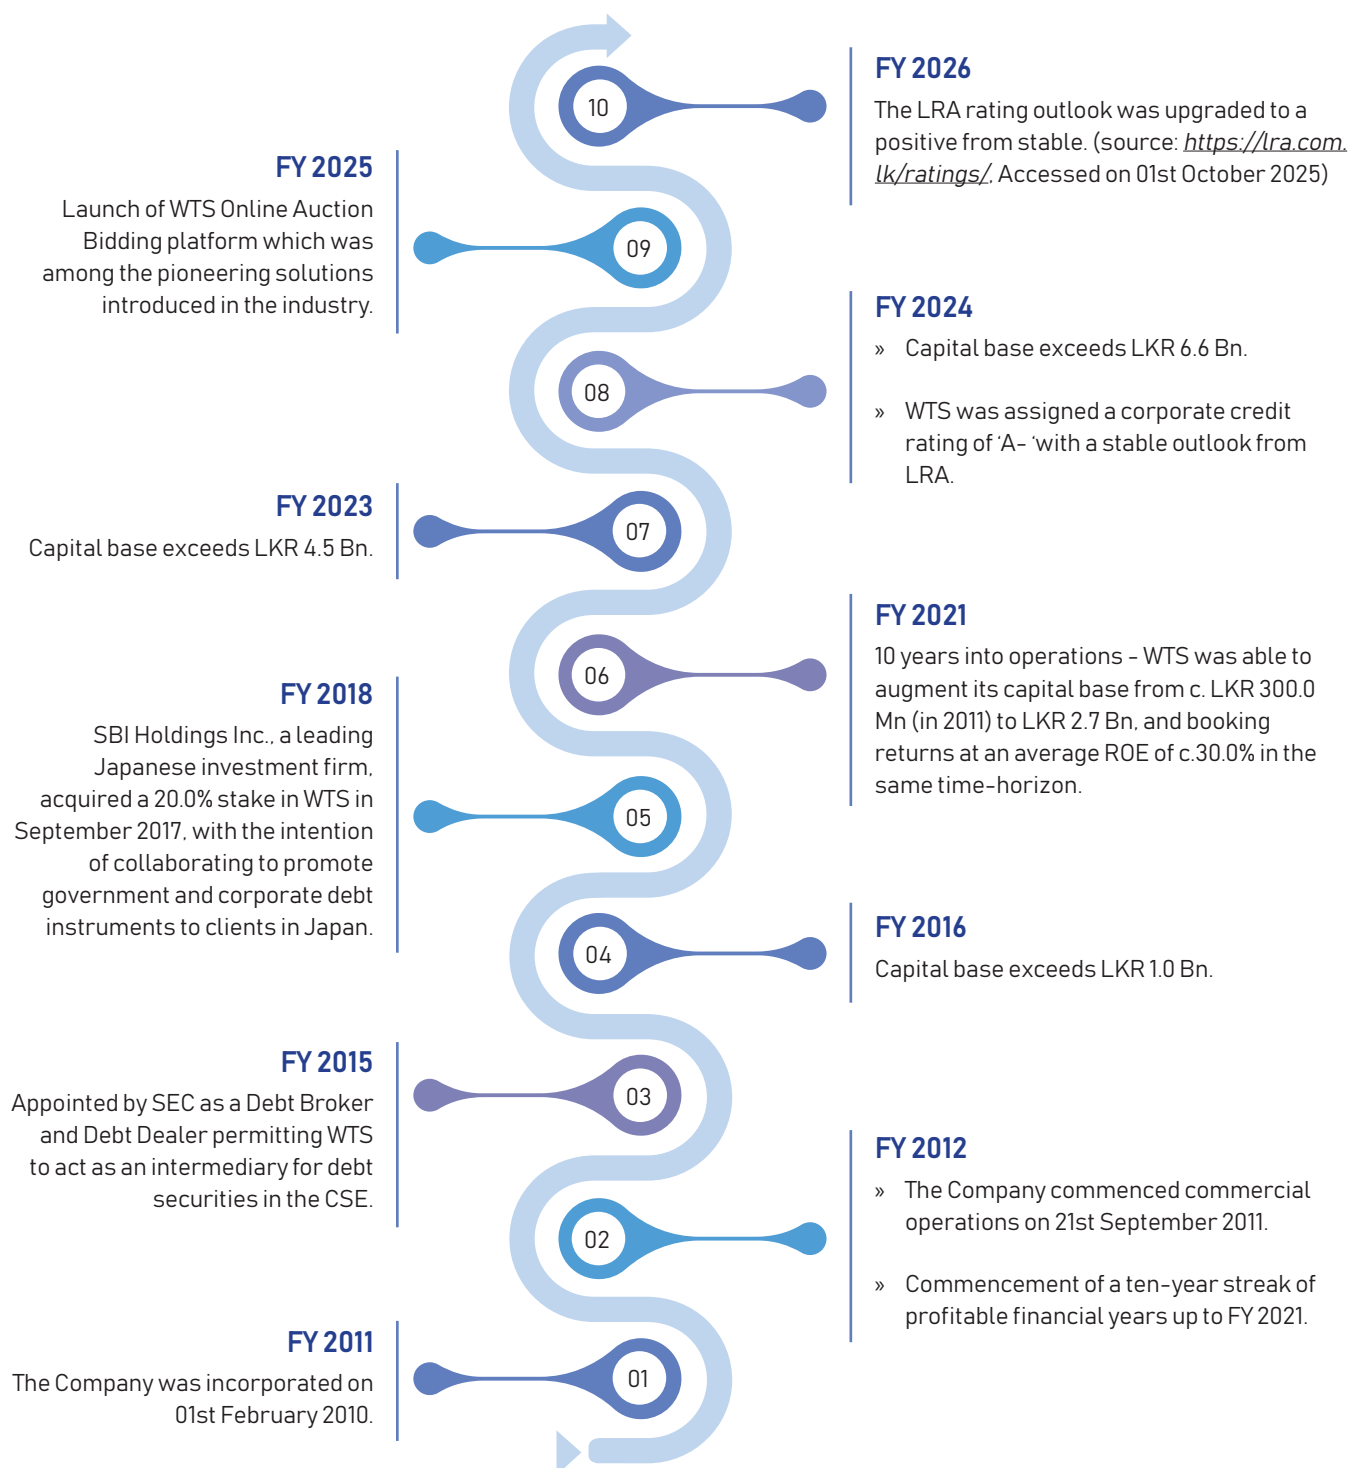 10
FY 2026
The LRA rating outlook was upgraded to a
positive from stable. (source: https://lra.com.
lk/ratings/, Accessed on 01st October 2025)
FY 2025
Launch of WTS Online Auction
Bidding platform which was
among the pioneering solutions
introduced in the industry.
09
08
FY 2024
» Capital base exceeds LKR 6.6 Bn.
» WTS was assigned a corporate credit
rating of ‘A- ‘with a stable outlook from
LRA.
FY 2023
Capital base exceeds LKR 4.5 Bn.
07
06
FY 2021
10 years into operations - WTS was able to
augment its capital base from c. LKR 300.0
Mn (in 2011) to LKR 2.7 Bn, and booking
returns at an average ROE of c.30.0% in the
same time-horizon.
FY 2018
SBI Holdings Inc., a leading
Japanese investment firm,
acquired a 20.0% stake in WTS in
September 2017, with the intention
of collaborating to promote
government and corporate debt
instruments to clients in Japan.
05
04
FY 2016
Capital base exceeds LKR 1.0 Bn.
FY 2015
Appointed by SEC as a Debt Broker
and Debt Dealer permitting WTS
to act as an intermediary for debt
securities in the CSE.
03
02
FY 2012
» The Company commenced commercial
operations on 21st September 2011.
» Commencement of a ten-year streak of
profitable financial years up to FY 2021.
FY 2011
The Company was incorporated on
01st February 2010.
01